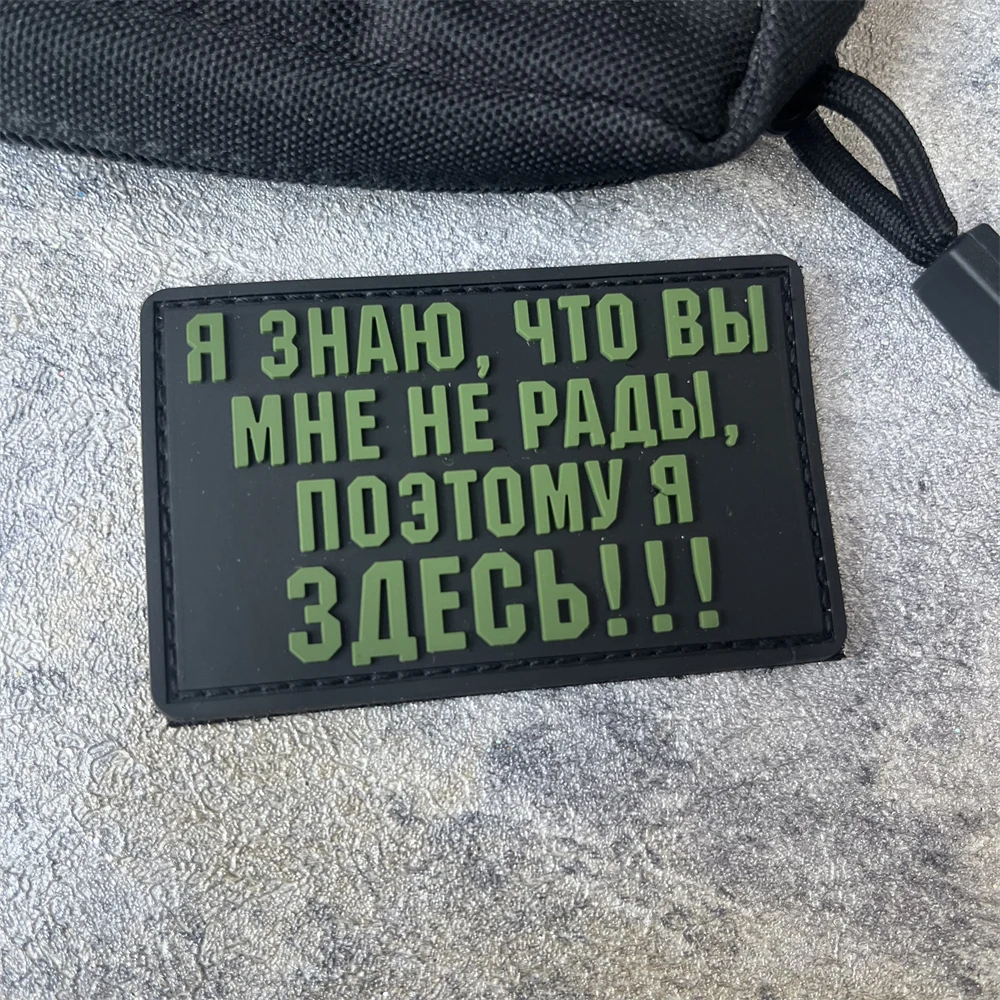 Я ЗНАЮ, ЧТО ВЫ
МНЕ НЕ РАДЫ,
ПОЭТОМУ Я
ЗДЕСЬ!!!